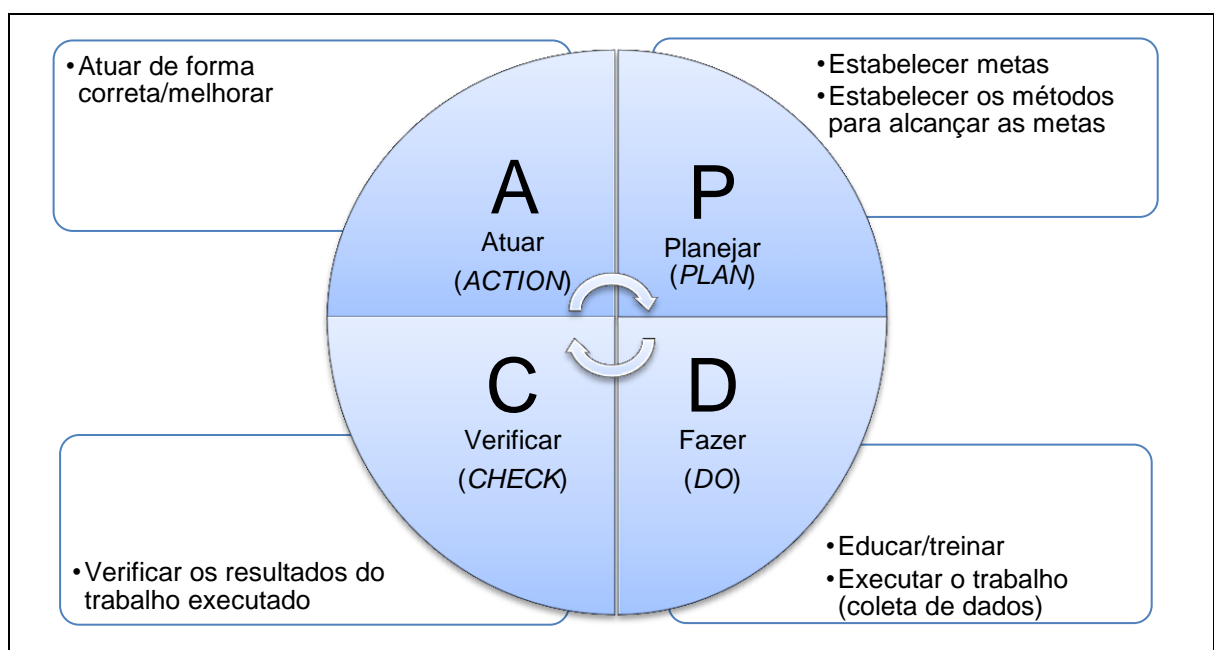 •Atuar de forma
correta/melhorar
•Estabelecer metas
•Estabelecer os métodos
para alcançar as metas
A
Atuar
(ACTION)
P
Planejar
(PLAN)
C
Verificar
(CHECK)
D
Fazer
(DO)
•Verificar os resultados do
trabalho executado
•Educar/treinar
•Executar o trabalho
(coleta de dados)